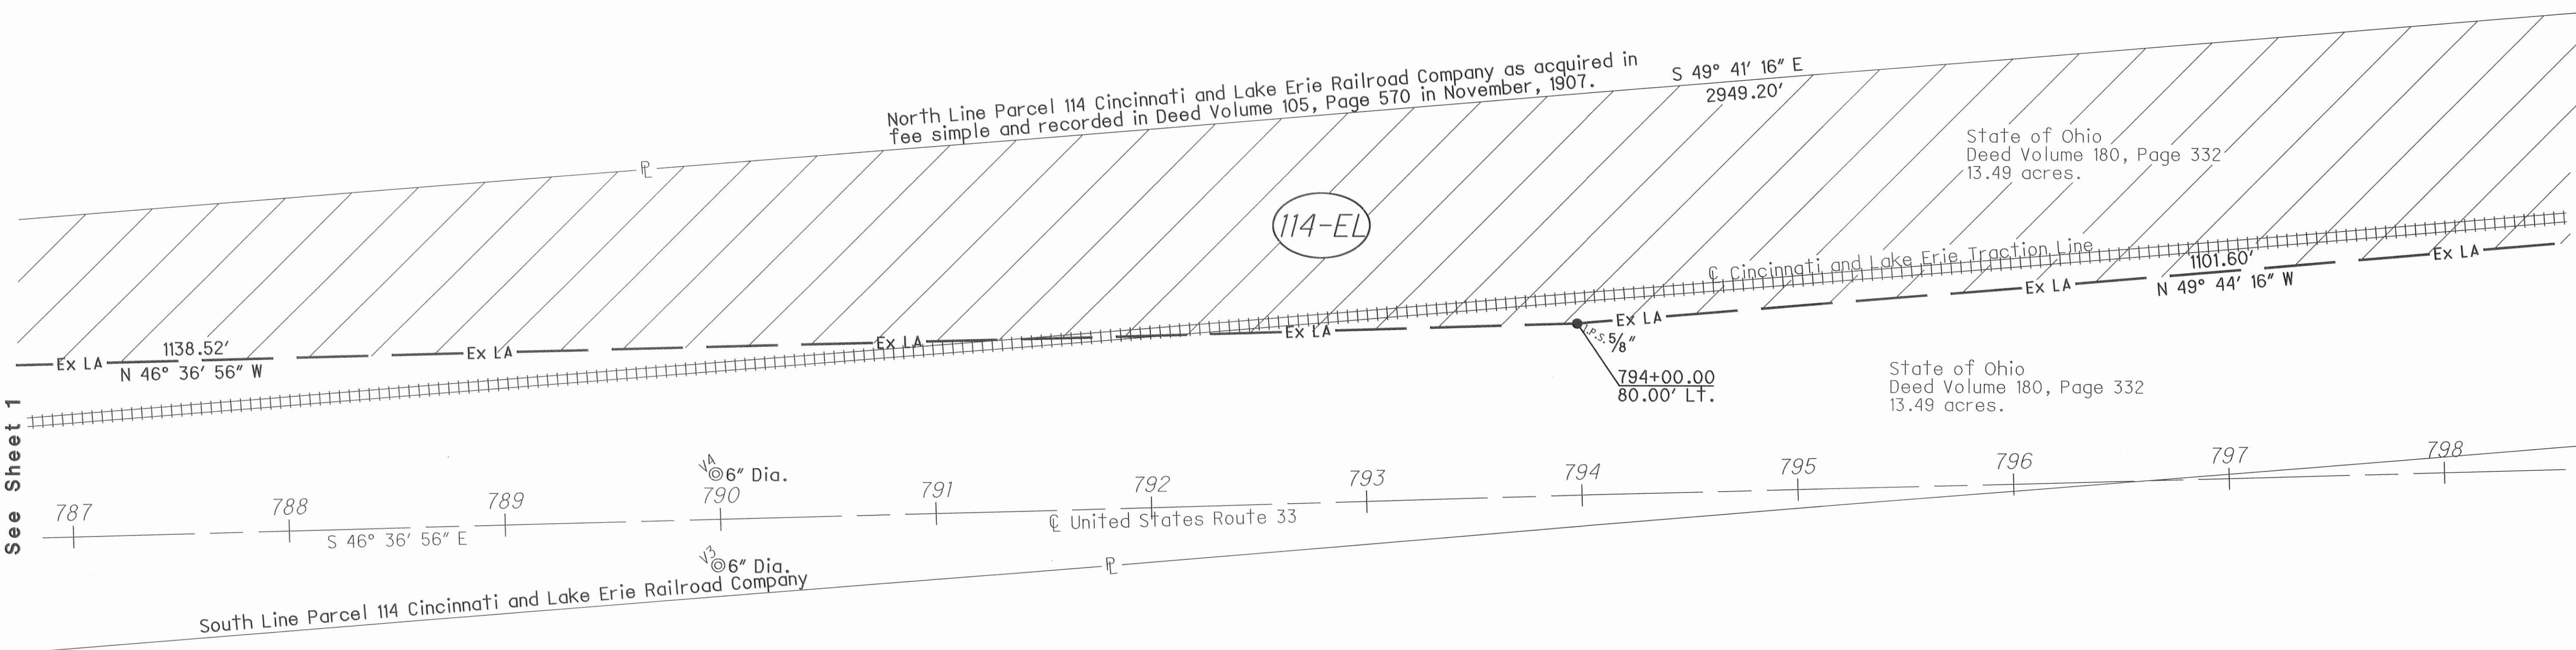 North Line Parcel 114 Cincinnati and Lake Erie Railroad Company as acquired in
fee simple and recorded in Deed Volume 105, Page 570 in November, 1907.
S 49° 41′ 16″ E
2949.20′
State of Ohio
Deed Volume 180, Page 332
13.49 acres.
PL
114-EL
CL Cincinnati and Lake Erie Traction Line
1101.60′
N 49° 44′ 16″ W
Ex LA
Ex LA
Ex LA
Ex LA
Ex LA
Ex LA
Ex LA
1138.52′
N 46° 36′ 56″ W
I.P.S. 5/8″
794+00.00
80.00′ LT.
State of Ohio
Deed Volume 180, Page 332
13.49 acres.
See Sheet 1
V4
6″ Dia.
787
788
789
790
791
792
793
794
795
796
797
798
S 46° 36′ 56″ E
CL United States Route 33
V3
6″ Dia.
PL
South Line Parcel 114 Cincinnati and Lake Erie Railroad Company